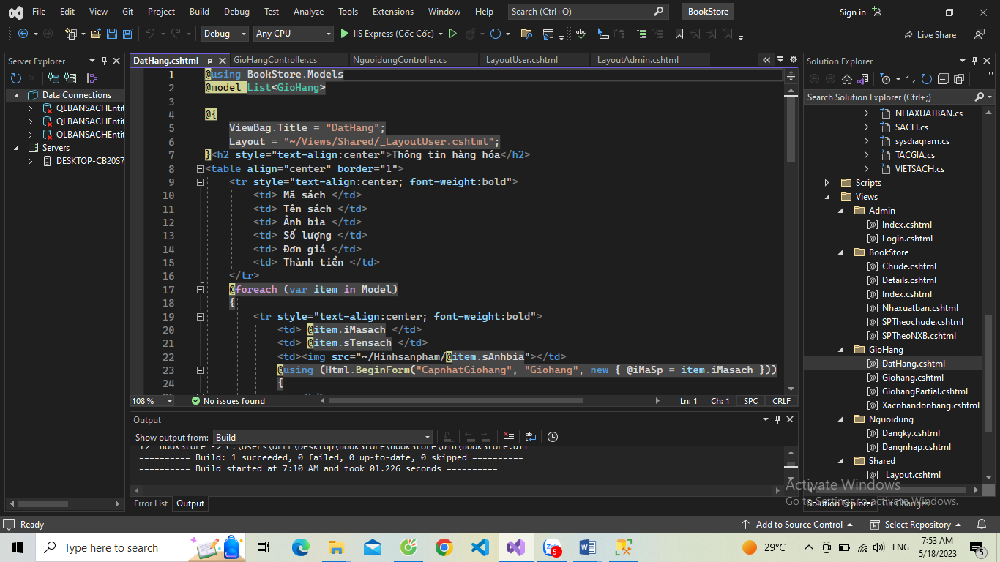 File Edit View Git Project Build Debug Test Analyze Tools Extensions Window Help Search (Ctrl+Q) BookStore Sign in
Debug Any CPU IIS Express (Cốc Cốc) Live Share
Server Explorer
Data Connections
QLBANSACHEntit
QLBANSACHEntit
QLBANSACHEntit
Servers
DESKTOP-CB20S7
DatHang.cshtml GioHangController.cs NguoidungController.cs _LayoutUser.cshtml _LayoutAdmin.cshtml
1 @using BookStore.Models
2 @model List<GioHang>
3
4 @{
5 ViewBag.Title = "DatHang";
6 Layout = "~/Views/Shared/_LayoutUser.cshtml";
7 }<h2 style="text-align:center">Thông tin hàng hóa</h2>
8 <table align="center" border="1">
9 <tr style="text-align:center; font-weight:bold">
10 <td> Mã sách </td>
11 <td> Tên sách </td>
12 <td> Ảnh bìa </td>
13 <td> Số lượng </td>
14 <td> Đơn giá </td>
15 <td> Thành tiền </td>
16 </tr>
17 @foreach (var item in Model)
18 {
19 <tr style="text-align:center; font-weight:bold">
20 <td> @item.iMasach </td>
21 <td> @item.sTensach </td>
22 <td><img src="~/Hinhsanpham/@item.sAnhbia"></td>
23 @using (Html.BeginForm("CapnhatGiohang", "Giohang", new { @iMaSp = item.iMasach }))
24 {
108 % No issues found Ln: 1 Ch: 1 SPC CRLF
Output
Show output from: Build
1> BookStore -> C:\Users\DELL\Desktop\BookStore\BookStore\bin\BookStore.dll
========== Build: 1 succeeded, 0 failed, 0 up-to-date, 0 skipped ==========
========== Build started at 7:10 AM and took 01.226 seconds ==========
Error List Output
Solution Explorer
Search Solution Explorer (Ctrl+;)
NHAXUATBAN.cs
SACH.cs
sysdiagram.cs
TACGIA.cs
VIETSACH.cs
Scripts
Views
Admin
Index.cshtml
Login.cshtml
BookStore
Chude.cshtml
Details.cshtml
Index.cshtml
Nhaxuatban.cshtml
SPTheochude.cshtml
SPTheoNXB.cshtml
GioHang
DatHang.cshtml
Giohang.cshtml
GiohangPartial.cshtml
Xacnhandonhang.cshtml
Nguoidung
Dangky.cshtml
Dangnhap.cshtml
Shared
_Layout.cshtml
Activate Windows
Go to Settings to activate Windows.
Solution Explorer Git Changes
Ready Add to Source Control Select Repository
Type here to search 5+ 29°C ENG 7:53 AM
5/18/2023 5